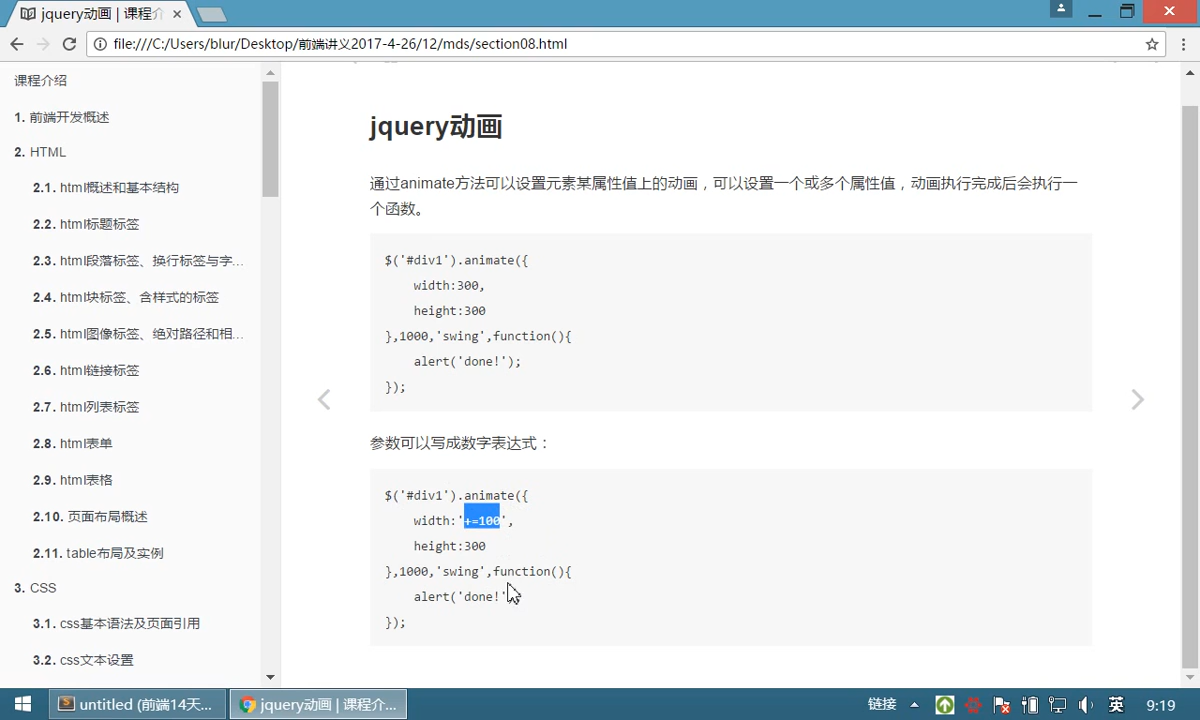 jquery动画 | 课程介
file:///C:/Users/blur/Desktop/前端讲义2017-4-26/12/mds/section08.html
课程介绍
1. 前端开发概述
2. HTML
2.1. html概述和基本结构
2.2. html标题标签
2.3. html段落标签、换行标签与字...
2.4. html块标签、含样式的标签
2.5. html图像标签、绝对路径和相...
2.6. html链接标签
2.7. html列表标签
2.8. html表单
2.9. html表格
2.10. 页面布局概述
2.11. table布局及实例
3. CSS
3.1. css基本语法及页面引用
3.2. css文本设置
jquery动画
通过animate方法可以设置元素某属性值上的动画，可以设置一个或多个属性值，动画执行完成后会执行一
个函数。
$('#div1').animate({
width:300,
height:300
},1000,'swing',function(){
alert('done!');
});
参数可以写成数字表达式：
$('#div1').animate({
width:'+=100',
height:300
},1000,'swing',function(){
alert('done!'
});
untitled (前端14天...
jquery动画 | 课程介...
链接
英
9:19